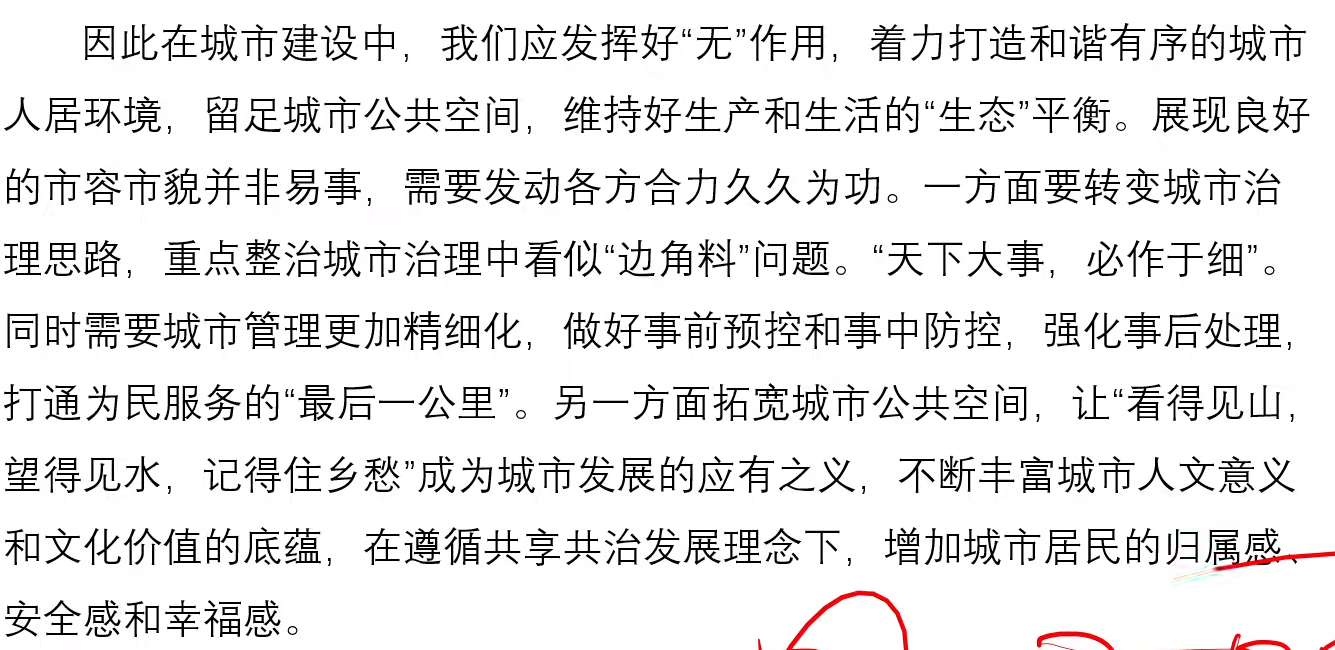 因此在城市建设中，我们应发挥好“无”作用，着力打造和谐有序的城市
人居环境，留足城市公共空间，维持好生产和生活的“生态”平衡。展现良好
的市容市貌并非易事，需要发动各方合力久久为功。一方面要转变城市治
理思路，重点整治城市治理中看似“边角料”问题。“天下大事，必作于细”。
同时需要城市管理更加精细化，做好事前预控和事中防控，强化事后处理，
打通为民服务的“最后一公里”。另一方面拓宽城市公共空间，让“看得见山，
望得见水，记得住乡愁”成为城市发展的应有之义，不断丰富城市人文意义
和文化价值的底蕴，在遵循共享共治发展理念下，增加城市居民的归属感、
安全感和幸福感。